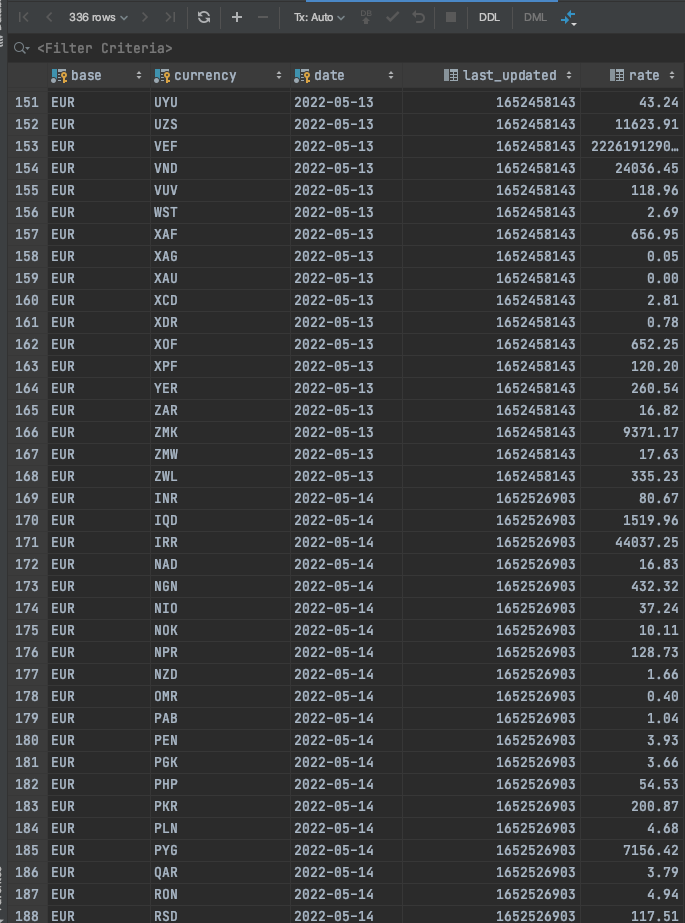 336 rows Tx: Auto DB DDL DML
<Filter Criteria>
base currency date last_updated rate
151 EUR UYU 2022-05-13 1652458143 43.24
152 EUR UZS 2022-05-13 1652458143 11623.91
153 EUR VEF 2022-05-13 1652458143 2226191290…
154 EUR VND 2022-05-13 1652458143 24036.45
155 EUR VUV 2022-05-13 1652458143 118.96
156 EUR WST 2022-05-13 1652458143 2.69
157 EUR XAF 2022-05-13 1652458143 656.95
158 EUR XAG 2022-05-13 1652458143 0.05
159 EUR XAU 2022-05-13 1652458143 0.00
160 EUR XCD 2022-05-13 1652458143 2.81
161 EUR XDR 2022-05-13 1652458143 0.78
162 EUR XOF 2022-05-13 1652458143 652.25
163 EUR XPF 2022-05-13 1652458143 120.20
164 EUR YER 2022-05-13 1652458143 260.54
165 EUR ZAR 2022-05-13 1652458143 16.82
166 EUR ZMK 2022-05-13 1652458143 9371.17
167 EUR ZMW 2022-05-13 1652458143 17.63
168 EUR ZWL 2022-05-13 1652458143 335.23
169 EUR INR 2022-05-14 1652526903 80.67
170 EUR IQD 2022-05-14 1652526903 1519.96
171 EUR IRR 2022-05-14 1652526903 44037.25
172 EUR NAD 2022-05-14 1652526903 16.83
173 EUR NGN 2022-05-14 1652526903 432.32
174 EUR NIO 2022-05-14 1652526903 37.24
175 EUR NOK 2022-05-14 1652526903 10.11
176 EUR NPR 2022-05-14 1652526903 128.73
177 EUR NZD 2022-05-14 1652526903 1.66
178 EUR OMR 2022-05-14 1652526903 0.40
179 EUR PAB 2022-05-14 1652526903 1.04
180 EUR PEN 2022-05-14 1652526903 3.93
181 EUR PGK 2022-05-14 1652526903 3.66
182 EUR PHP 2022-05-14 1652526903 54.53
183 EUR PKR 2022-05-14 1652526903 200.87
184 EUR PLN 2022-05-14 1652526903 4.68
185 EUR PYG 2022-05-14 1652526903 7156.42
186 EUR QAR 2022-05-14 1652526903 3.79
187 EUR RON 2022-05-14 1652526903 4.94
188 EUR RSD 2022-05-14 1652526903 117.51